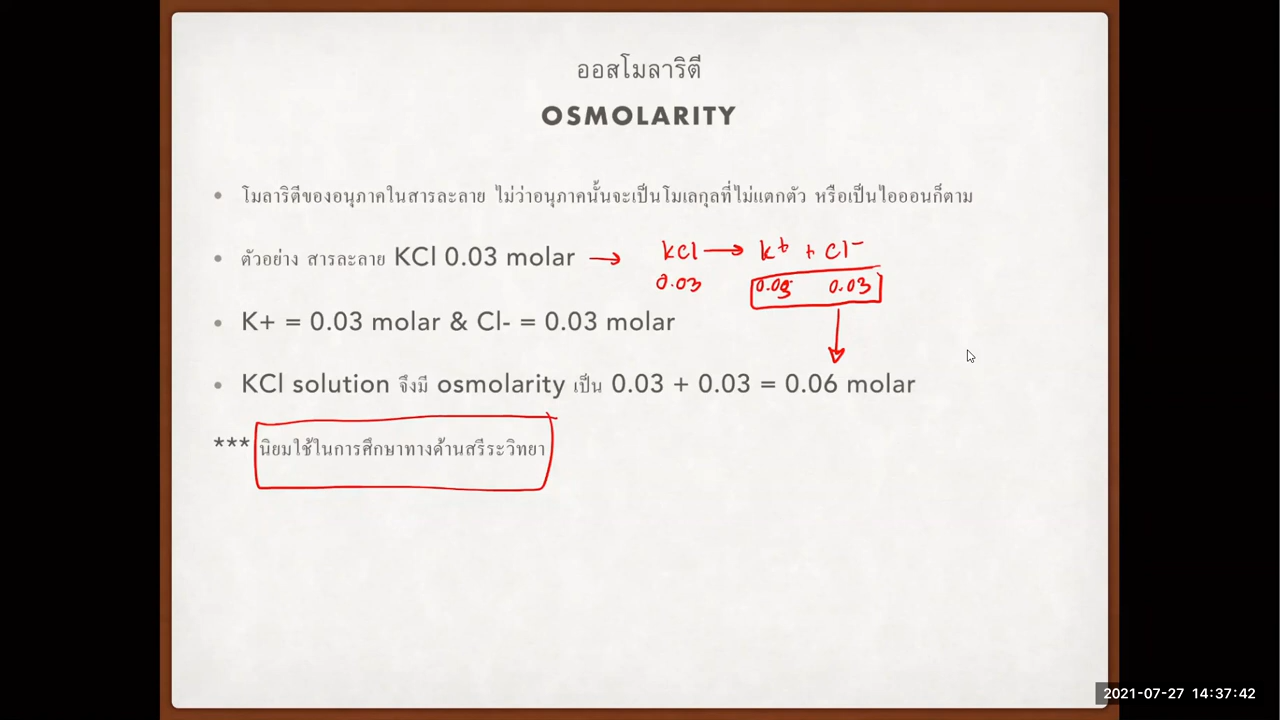 ออสโมลาริตี
OSMOLARITY
• โมลาริตีของอนุภาคในสารละลาย ไม่ว่าอนุภาคนั้นจะเป็นโมเลกุลที่ไม่แตกตัว หรือเป็นไอออนก็ตาม
• ตัวอย่าง สารละลาย KCl 0.03 molar → KCl → K+ + Cl-
0.03 0.03 0.03
• K+ = 0.03 molar & Cl- = 0.03 molar
• KCl solution จึงมี osmolarity เป็น 0.03 + 0.03 = 0.06 molar
*** นิยมใช้ในการศึกษาทางด้านสรีระวิทยา
2021-07-27 14:37:42